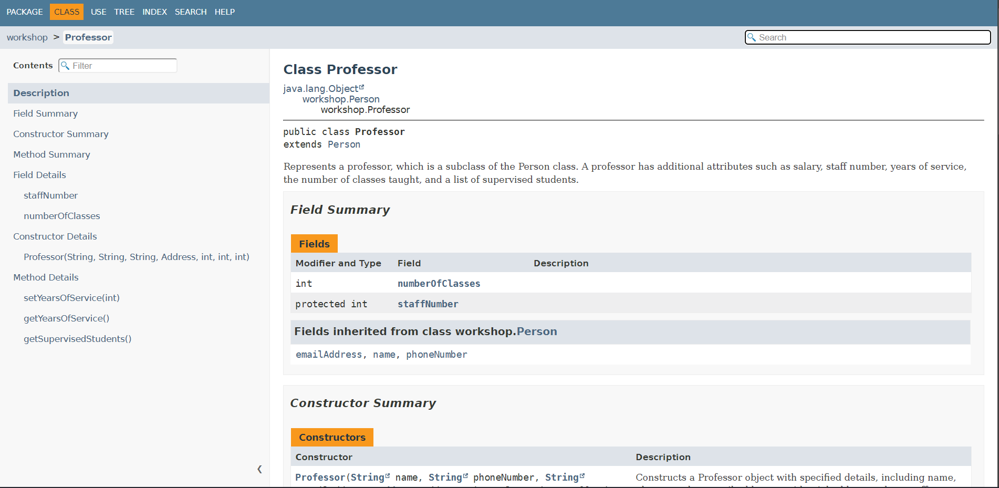 PACKAGE CLASS USE TREE INDEX SEARCH HELP
workshop > Professor
Search
Contents
Filter
Description
Field Summary
Constructor Summary
Method Summary
Field Details
staffNumber
numberOfClasses
Constructor Details
Professor(String, String, String, Address, int, int, int)
Method Details
setYearsOfService(int)
getYearsOfService()
getSupervisedStudents()
Class Professor
java.lang.Object
workshop.Person
workshop.Professor
public class Professor
extends Person
Represents a professor, which is a subclass of the Person class. A professor has additional attributes such as salary, staff number, years of service,
the number of classes taught, and a list of supervised students.
Field Summary
Fields
Modifier and Type Field Description
int numberOfClasses
protected int staffNumber
Fields inherited from class workshop.Person
emailAddress, name, phoneNumber
Constructor Summary
Constructors
Constructor Description
Professor(String name, String phoneNumber, String Constructs a Professor object with specified details, including name,